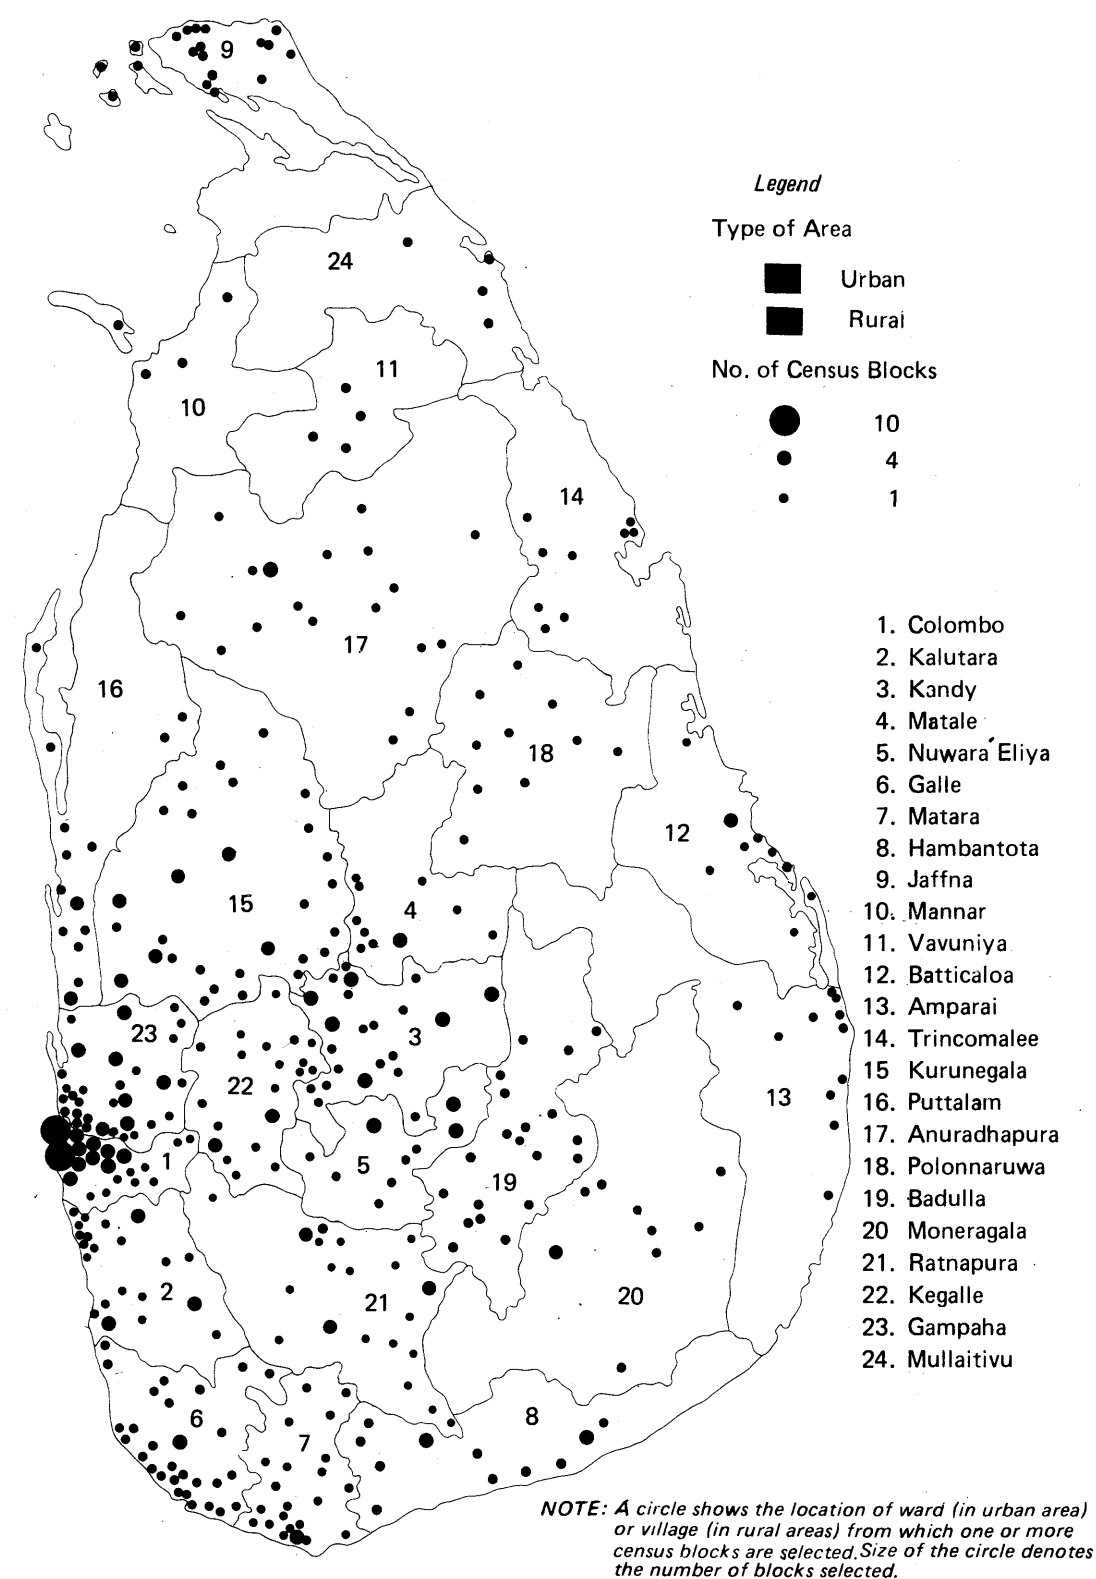 9
24
11
10
14
17
16
18
12
15
4
3
23
22
13
1
5
19
2
21
20
6
7
8
Legend
Type of Area
Urban
Rural
No. of Census Blocks
10
4
1
1. Colombo
2. Kalutara
3. Kandy
4. Matale
5. Nuwara Eliya
6. Galle
7. Matara
8. Hambantota
9. Jaffna
10. Mannar
11. Vavuniya
12. Batticaloa
13. Amparai
14. Trincomalee
15 Kurunegala
16. Puttalam
17. Anuradhapura
18. Polonnaruwa
19. Badulla
20 Moneragala
21. Ratnapura
22. Kegalle
23. Gampaha
24. Mullaitivu
NOTE: A circle shows the location of ward (in urban area)
or village (in rural areas) from which one or more
census blocks are selected. Size of the circle denotes
the number of blocks selected.